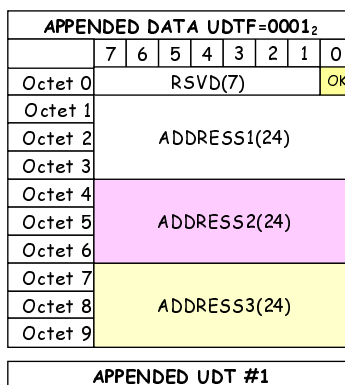 APPENDED DATA UDTF=0001₂
7 6 5 4 3 2 1 0
Octet 0 RSVD(7) OK
Octet 1
Octet 2 ADDRESS1(24)
Octet 3
Octet 4
Octet 5 ADDRESS2(24)
Octet 6
Octet 7
Octet 8 ADDRESS3(24)
Octet 9
APPENDED UDT #1